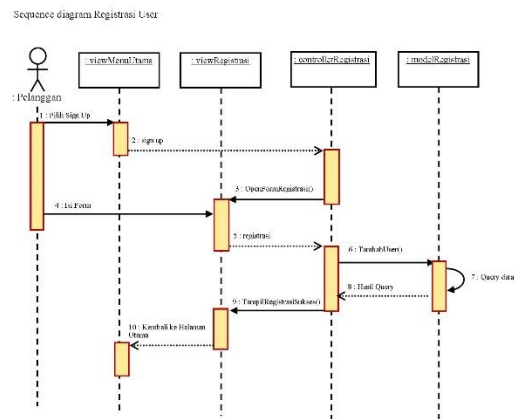 Sequence diagram Registrasi User
: viewMenuUtama
: viewRegistrasi
: controllerRegistrasi
: modelRegistrasi
: Pelanggan
1 : Pilih Sign Up
2 : sign up
3 : OpenFormRegistrasi()
4 : Isi Form
5 : registrasi
6 : TambahUser()
7 : Query data
8 : Hasil Query
9 : TampilRegistrasiSukses()
10 : Kembali ke Halaman
Utama